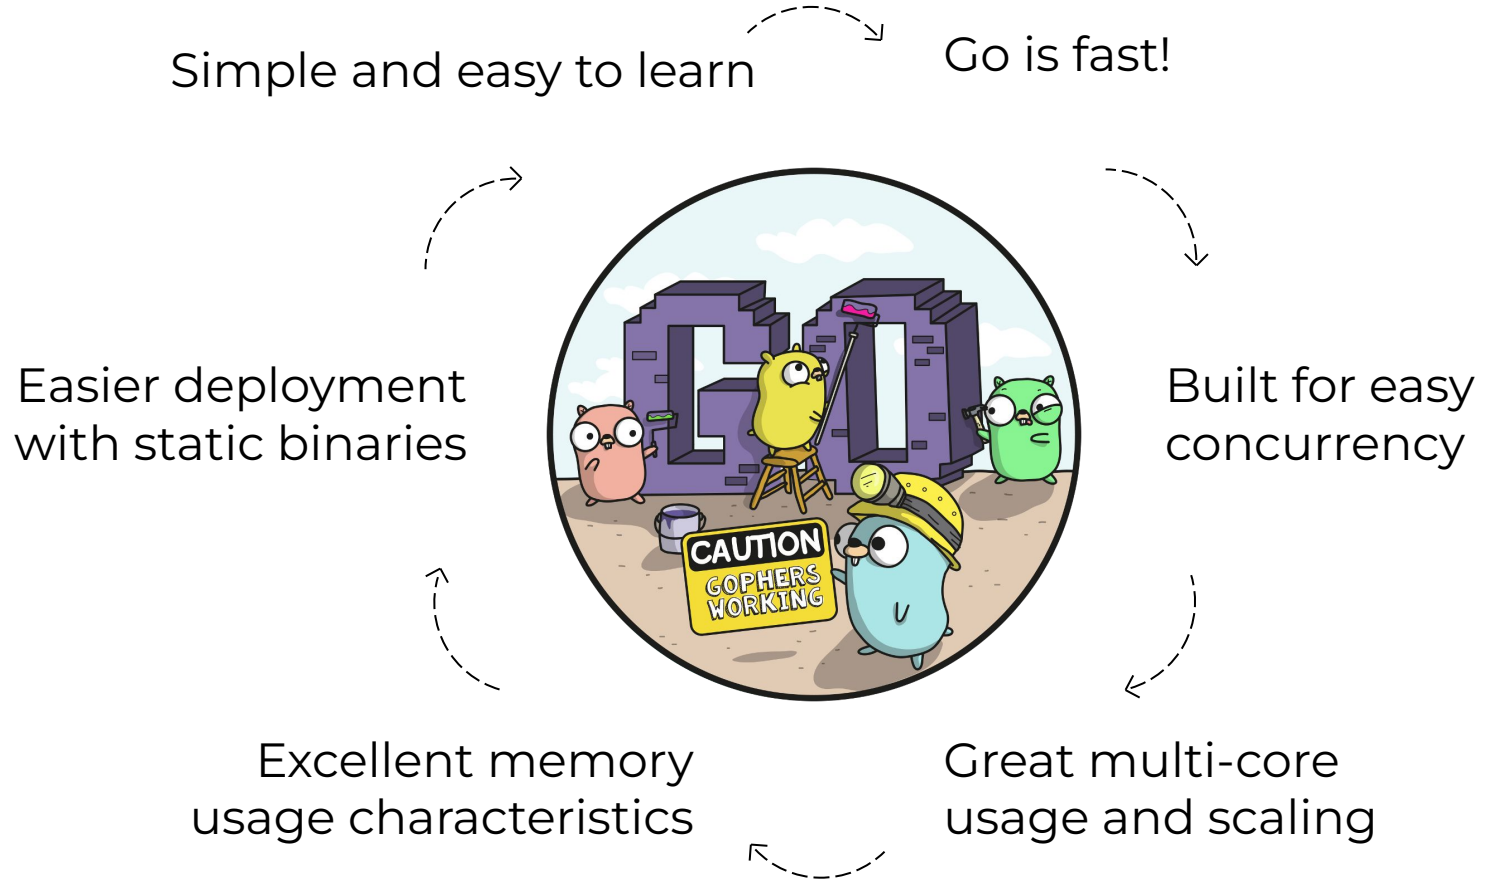 Simple and easy to learn
Go is fast!
Easier deployment
with static binaries
GO
Built for easy
concurrency
CAUTION
GOPHERS
WORKING
Excellent memory
usage characteristics
Great multi-core
usage and scaling